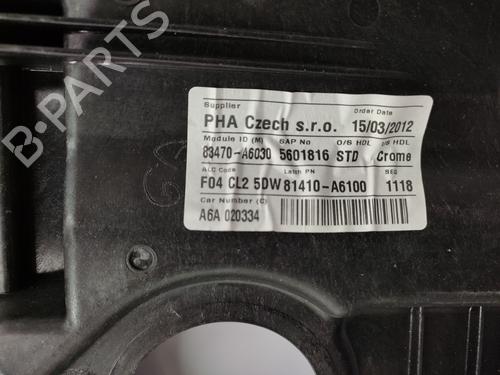 B-PARTS
Supplier Order Date
PHA Czech s.r.o. 15/03/2012
Module ID (M) SAP No O/S HDL I/S HDL
83470-A6030 5601816 STD Crome
ALC Code Latch PN SEQ
F04 CL2 5DW 81410-A6100 1118
Car Number (C)
A6A 020334